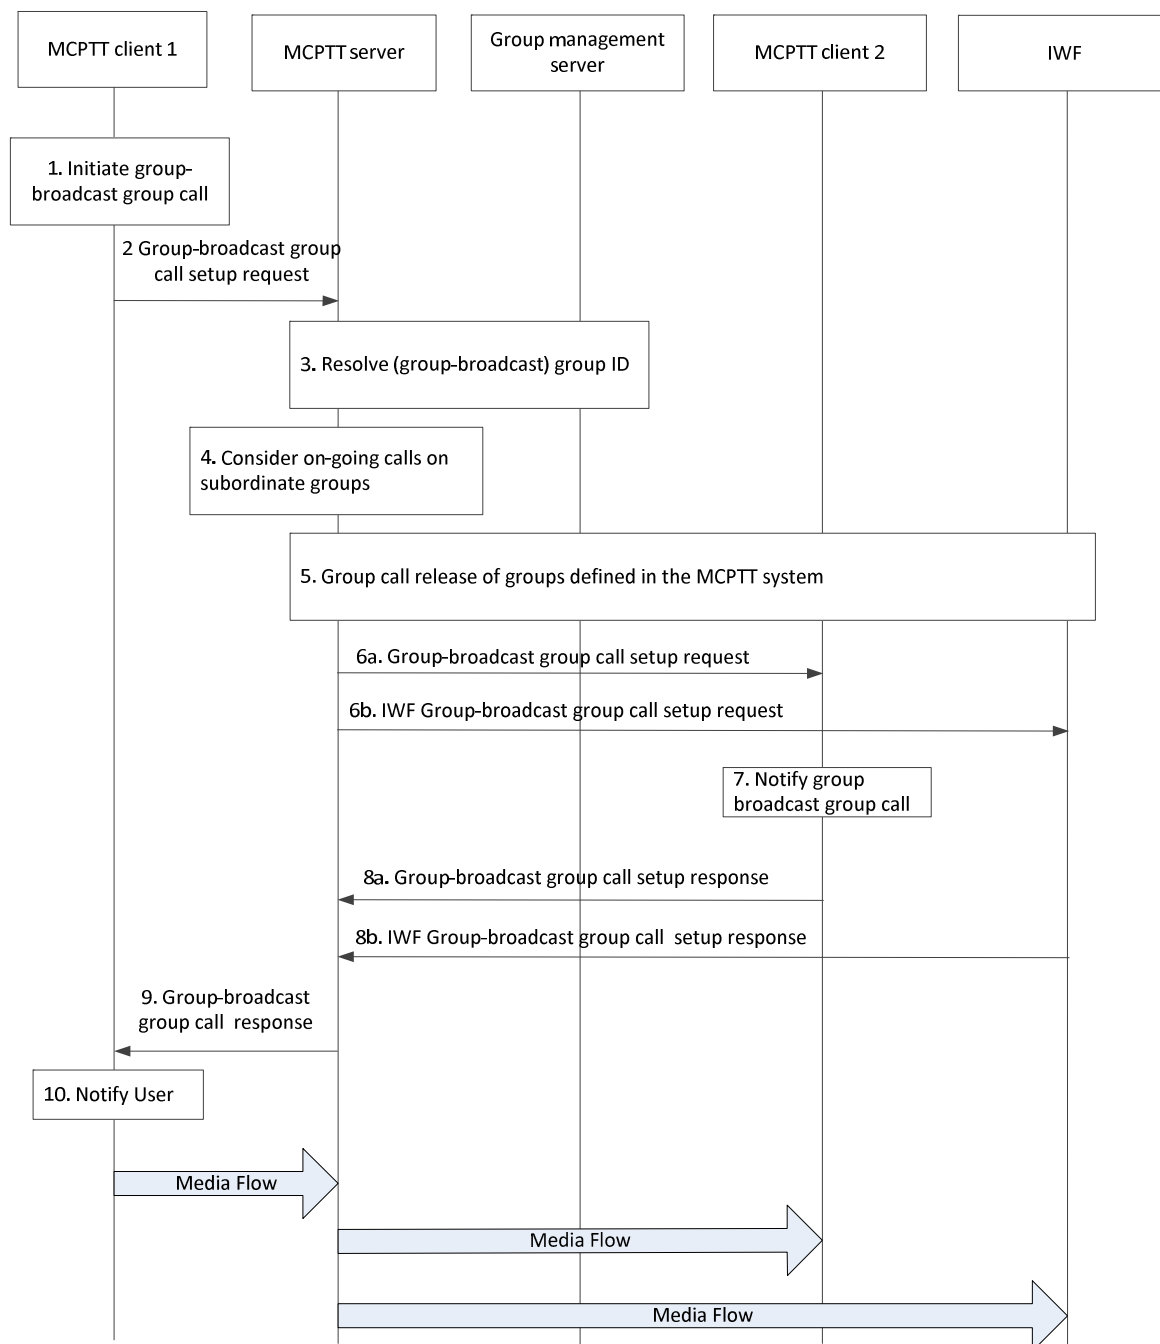 MCPTT client 1
MCPTT server
Group management
server
MCPTT client 2
IWF
1. Initiate group-
broadcast group call
2 Group-broadcast group
call setup request
3. Resolve (group-broadcast) group ID
4. Consider on-going calls on
subordinate groups
5. Group call release of groups defined in the MCPTT system
6a. Group-broadcast group call setup request
6b. IWF Group-broadcast group call setup request
7. Notify group
broadcast group call
8a. Group-broadcast group call setup response
8b. IWF Group-broadcast group call setup response
9. Group-broadcast
group call response
10. Notify User
Media Flow
Media Flow
Media Flow